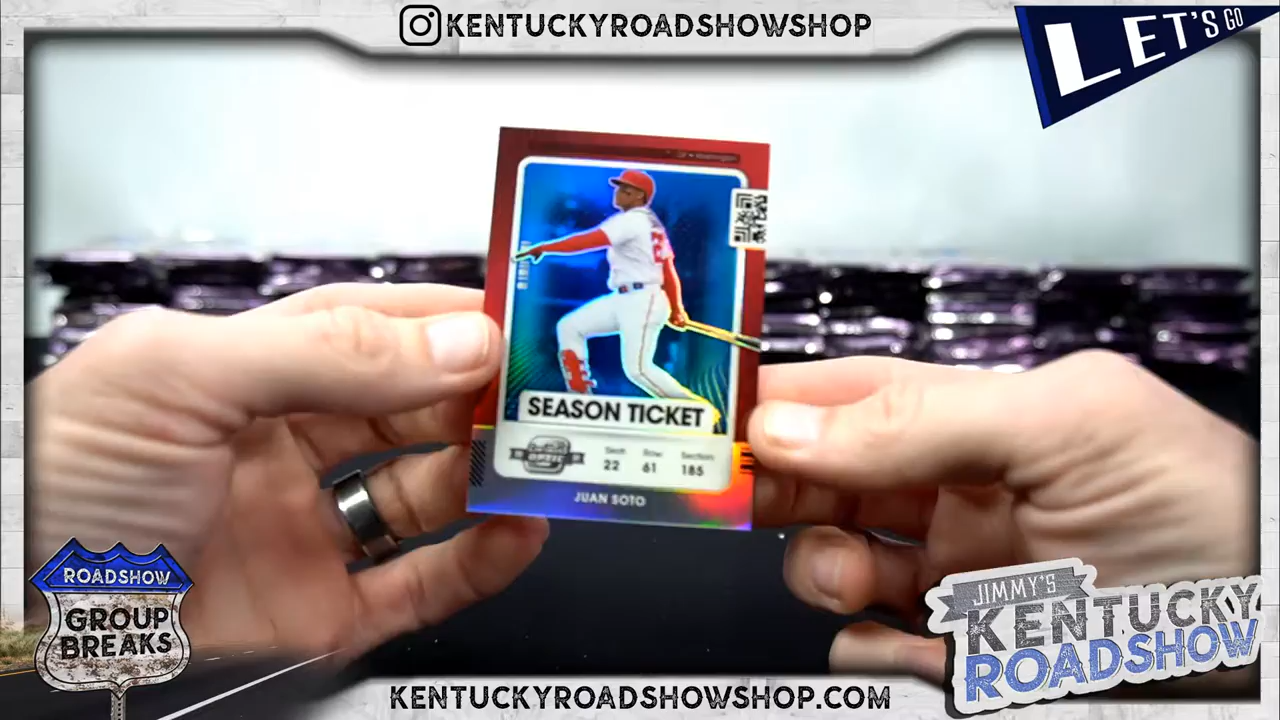 KENTUCKYROADSHOWSHOP
LET'S GO
SEASON TICKET
Seat Row Section
22 61 185
JUAN SOTO
ROADSHOW
GROUP
BREAKS
JIMMY'S
KENTUCKY
ROADSHOW
KENTUCKYROADSHOWSHOP.COM